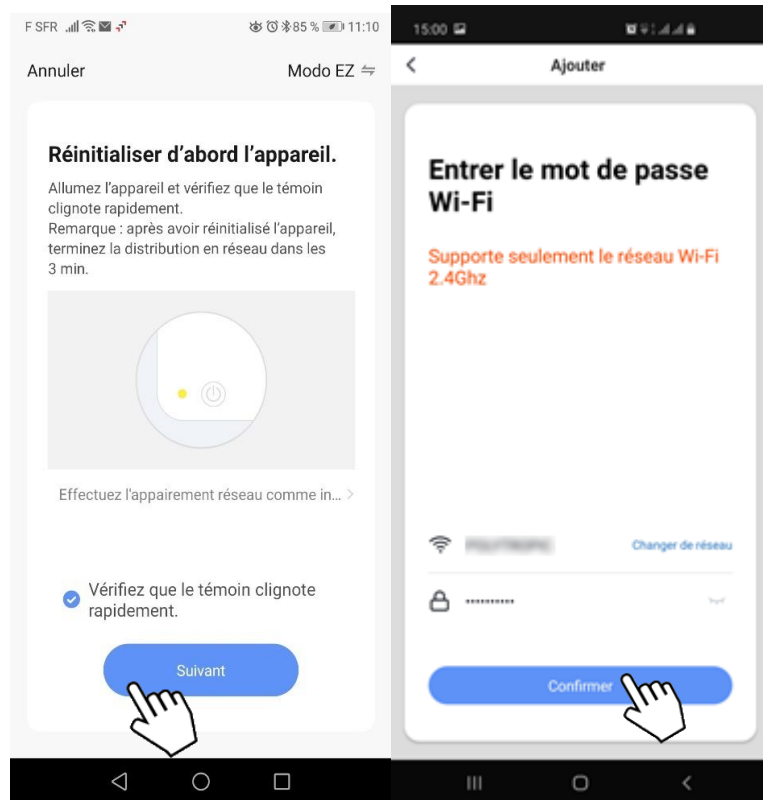 F SFR
85 % 11:10
Annuler
Modo EZ
Réinitialiser d’abord l’appareil.
Allumez l’appareil et vérifiez que le témoin
clignote rapidement.
Remarque : après avoir réinitialisé l’appareil,
terminez la distribution en réseau dans les
3 min.
Effectuez l’appairement réseau comme in...
Vérifiez que le témoin clignote
rapidement.
Suivant
15:00
Ajouter
Entrer le mot de passe
Wi-Fi
Supporte seulement le réseau Wi-Fi
2.4Ghz
Changer de réseau
Confirmer